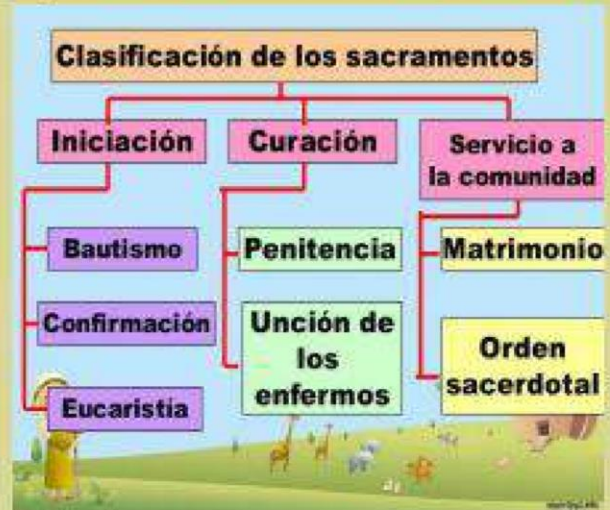 Clasificación de los sacramentos
Iniciación
Curación
Servicio a
la comunidad
Bautismo
Penitencia
Matrimonio
Confirmación
Unción de
los
enfermos
Orden
sacerdotal
Eucaristía